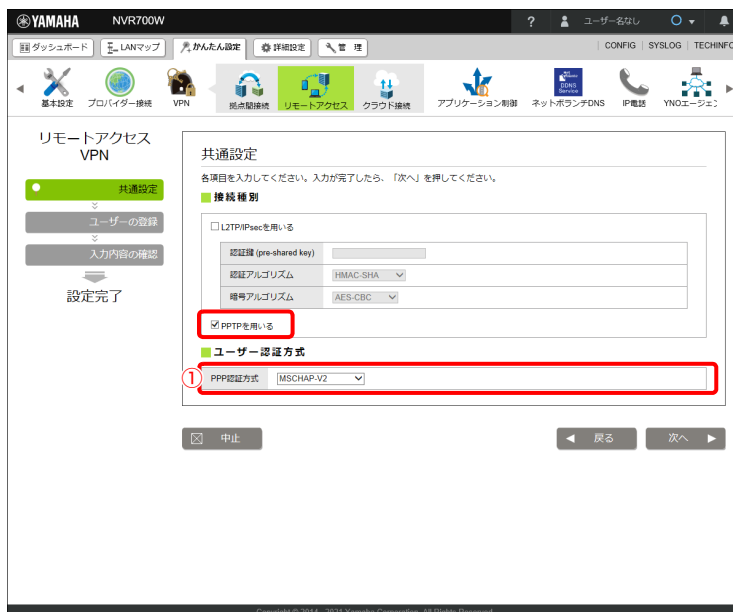 YAMAHA NVR700W ? ユーザー名なし
ダッシュボード LANマップ かんたん設定 詳細設定 管 理 CONFIG SYSLOG TECHINFO
基本設定 プロバイダー接続 VPN 拠点間接続 リモートアクセス クラウド接続 アプリケーション制御 ネットボランチDNS IP電話 YNOエージェ
DDNS
Service
リモートアクセス
VPN
共通設定
ユーザーの登録
入力内容の確認
設定完了
共通設定
各項目を入力してください。入力が完了したら、「次へ」を押してください。
接続種別
L2TP/IPsecを用いる
認証鍵 (pre-shared key)
認証アルゴリズム HMAC-SHA
暗号アルゴリズム AES-CBC
PPTPを用いる
ユーザー認証方式
① PPP認証方式 MSCHAP-V2
中止 戻る 次へ
Copyright © 2014 - 2021 Yamaha Corporation. All Rights Reserved.